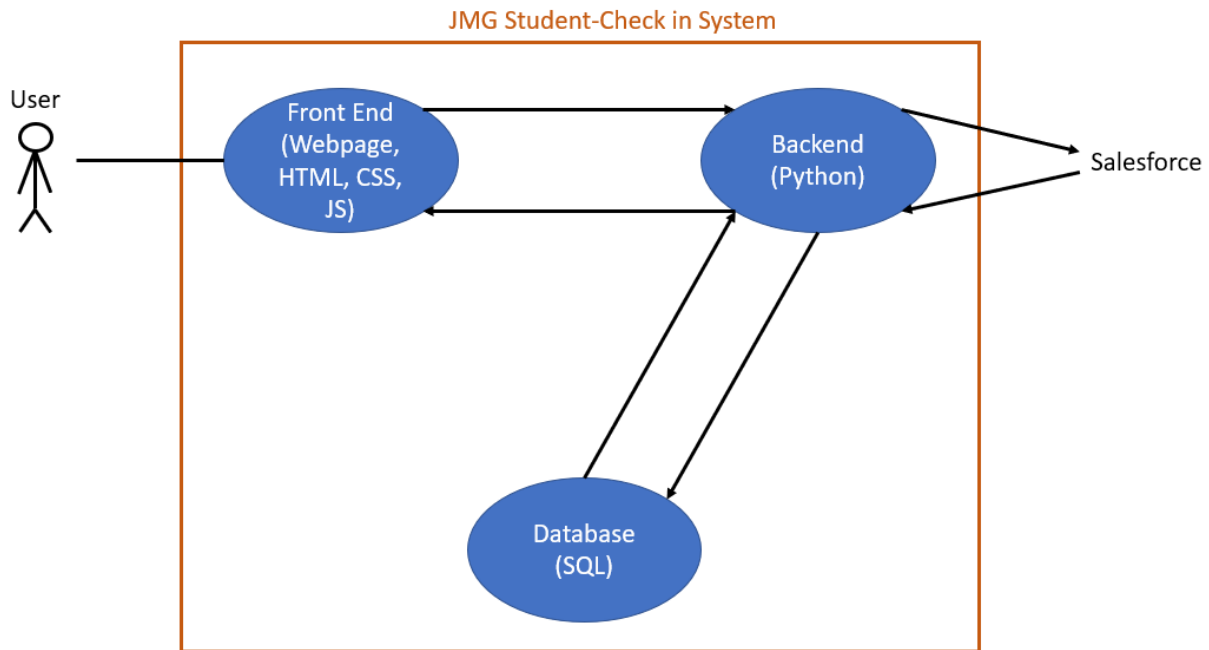 JMG Student-Check in System
User
Front End
(Webpage,
HTML, CSS,
JS)
Backend
(Python)
Salesforce
Database
(SQL)